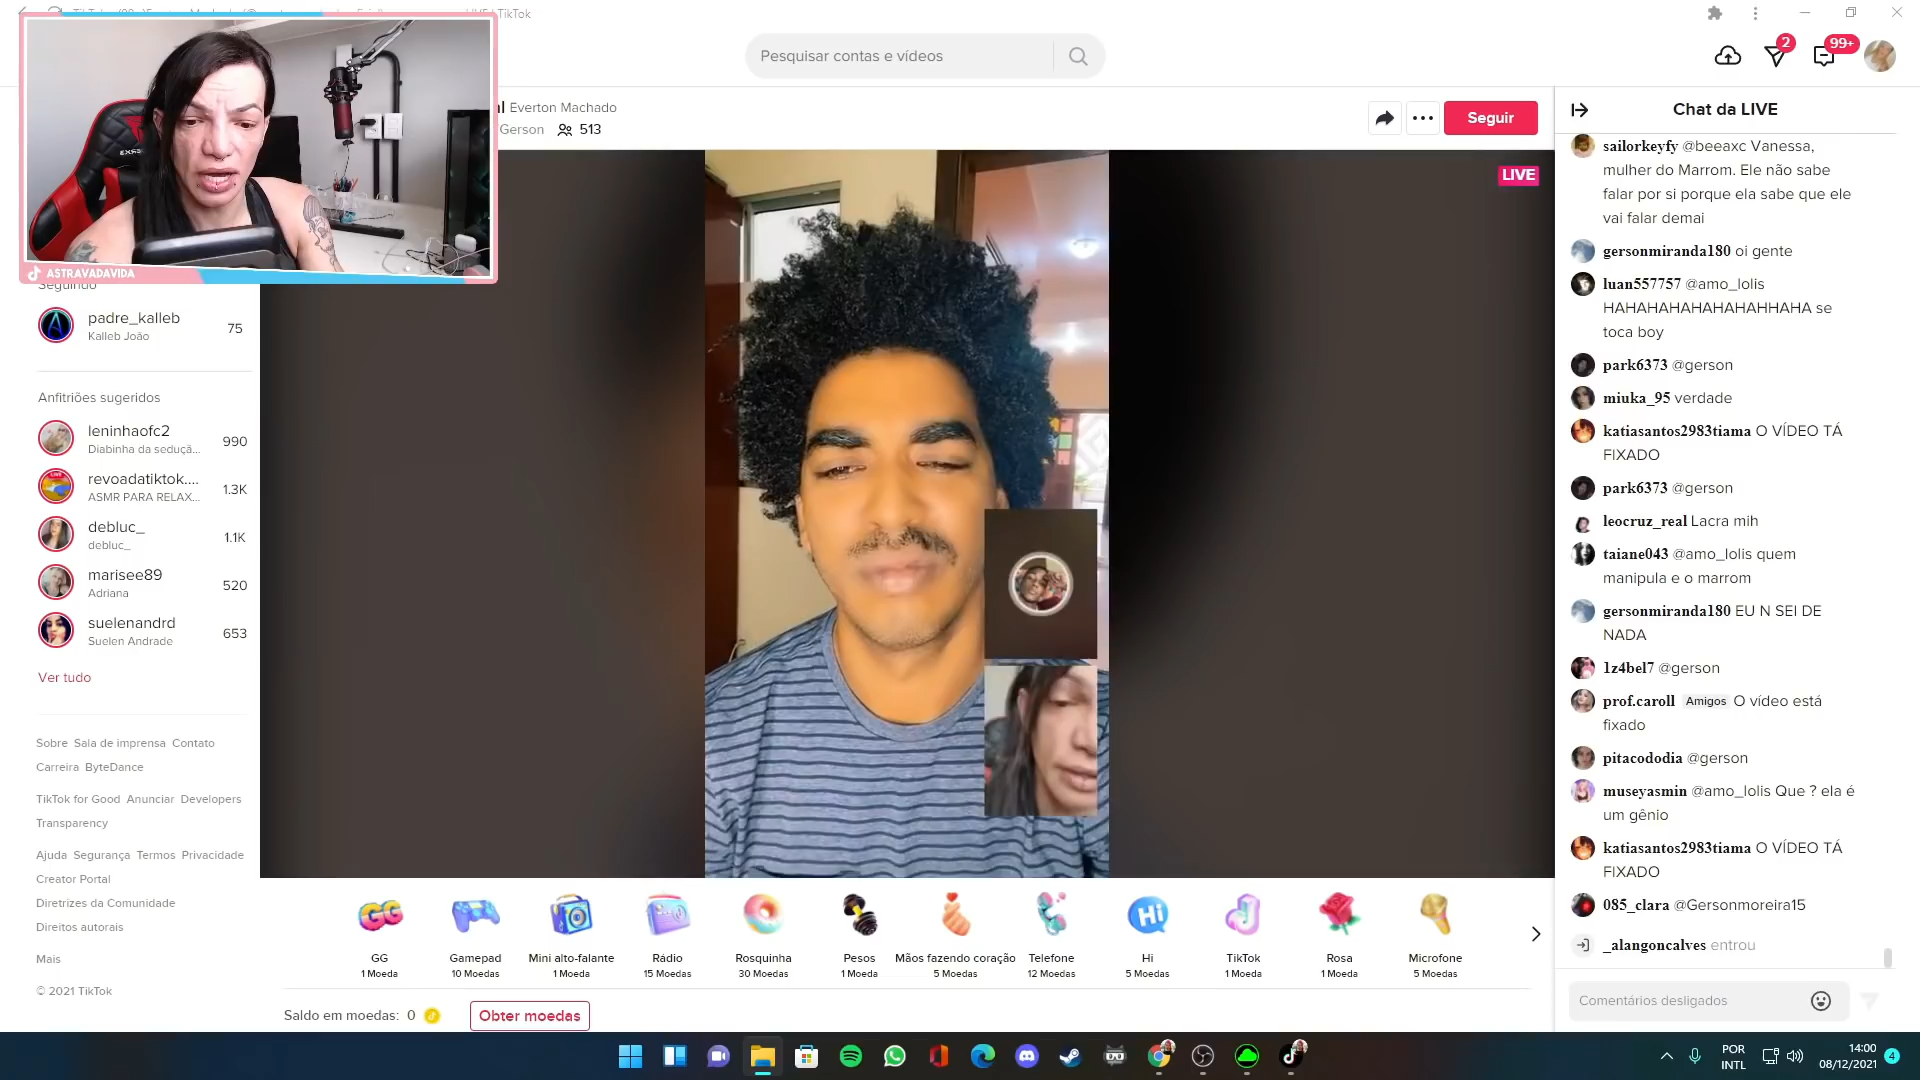 TikTok
Pesquisar contas e vídeos
2
99+
Everton Machado
Gerson 513
Seguir
Chat da LIVE
LIVE
ASTRAVADAVIDA
Seguindo
padre_kalleb
Kalleb João
75
Anfitriões sugeridos
leninhaofc2
Diabinha da seduçã...
990
revoadatiktok....
ASMR PARA RELAX...
1.3K
debluc_
debluc_
1.1K
marisee89
Adriana
520
suelenandrd
Suelen Andrade
653
Ver tudo
Sobre Sala de imprensa Contato
Carreira ByteDance
TikTok for Good Anunciar Developers
Transparency
Ajuda Segurança Termos Privacidade
Creator Portal
Diretrizes da Comunidade
Direitos autorais
Mais
© 2021 TikTok
GG
1 Moeda
Gamepad
10 Moedas
Mini alto-falante
1 Moeda
Rádio
15 Moedas
Rosquinha
30 Moedas
Pesos
1 Moeda
Mãos fazendo coração
5 Moedas
Telefone
12 Moedas
Hi
5 Moedas
TikTok
1 Moeda
Rosa
1 Moeda
Microfone
5 Moedas
Saldo em moedas: 0
Obter moedas
sailorkeyfy @beeaxc Vanessa,
mulher do Marrom. Ele não sabe
falar por si porque ela sabe que ele
vai falar demai
gersonmiranda180 oi gente
luan557757 @amo_lolis
HAHAHAHAHAHAHAHHAHA se
toca boy
park6373 @gerson
miuka_95 verdade
katiasantos2983tiama O VÍDEO TÁ
FIXADO
park6373 @gerson
leocruz_real Lacra mih
taiane043 @amo_lolis quem
manipula e o marrom
gersonmiranda180 EU N SEI DE
NADA
1z4bel7 @gerson
prof.caroll Amigos O vídeo está
fixado
pitacododia @gerson
museyasmin @amo_lolis Que ? ela é
um gênio
katiasantos2983tiama O VÍDEO TÁ
FIXADO
085_clara @Gersonmoreira15
_alangoncalves entrou
Comentários desligados
POR
INTL
14:00
08/12/2021
4